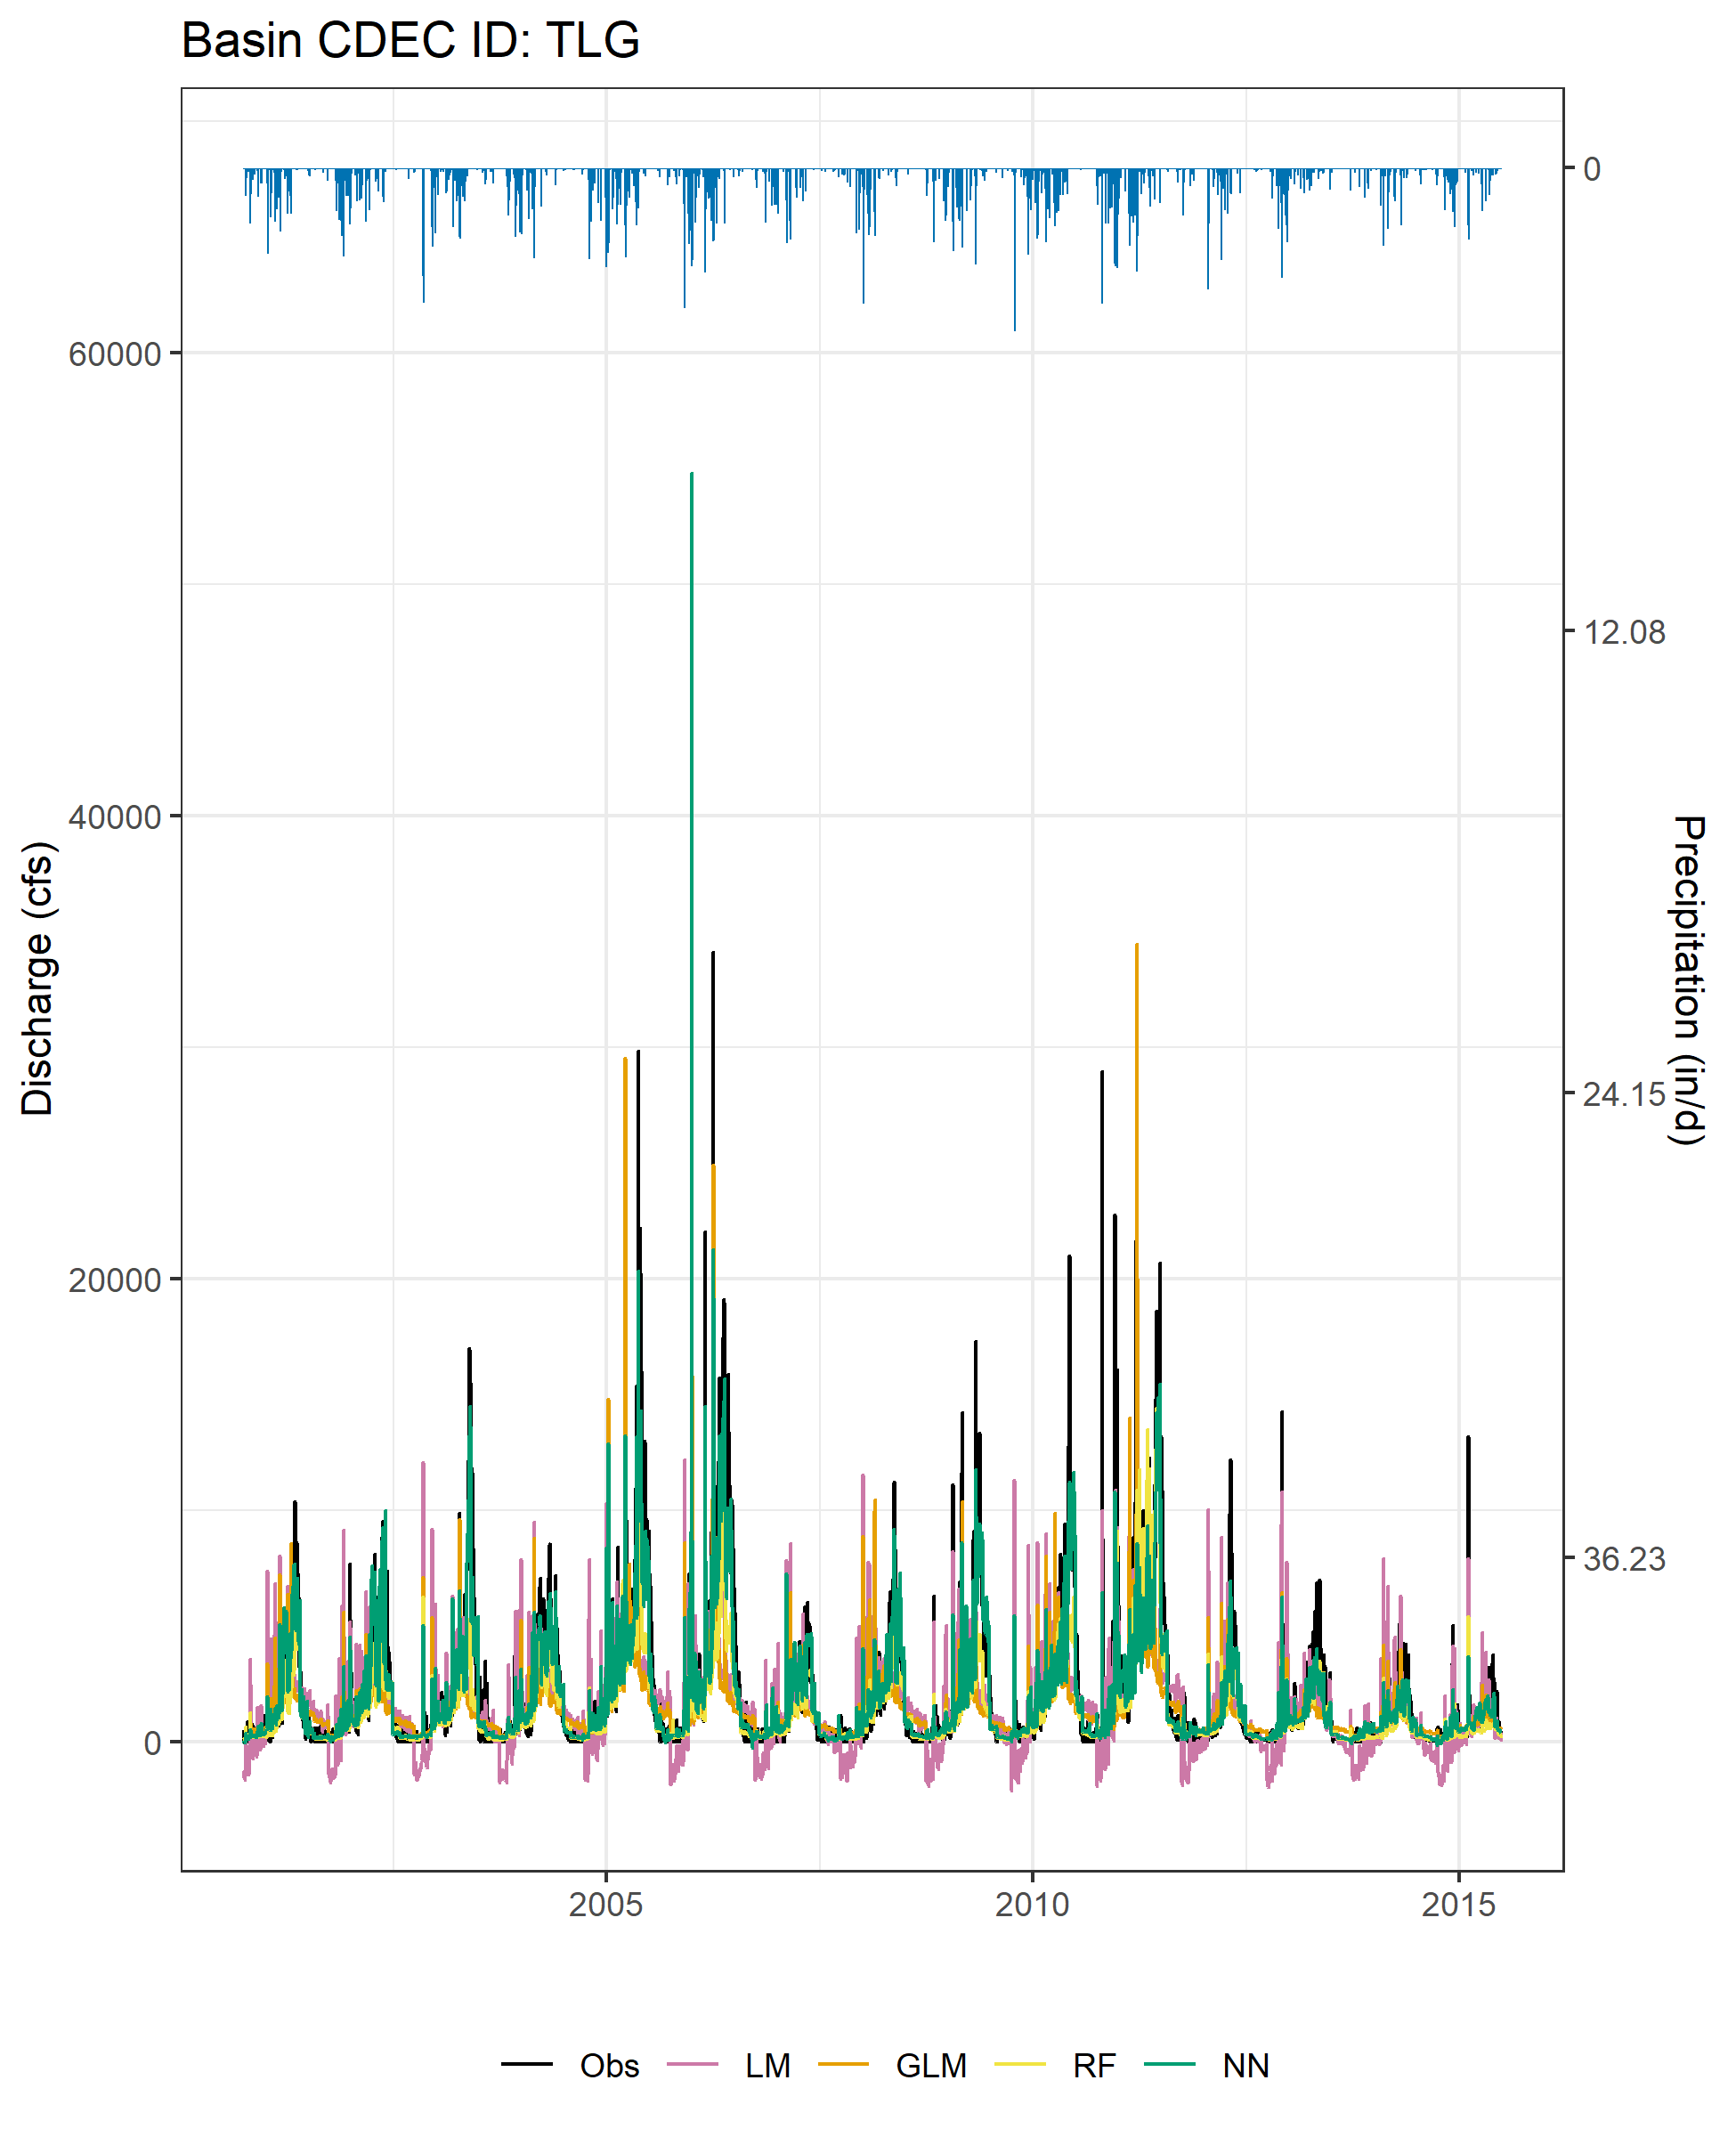 Basin CDEC ID: TLG
Discharge (cfs)
60000
40000
20000
0
0
12.08
24.15
36.23
Precipitation (in/d)
2005 2010 2015
Obs LM GLM RF NN